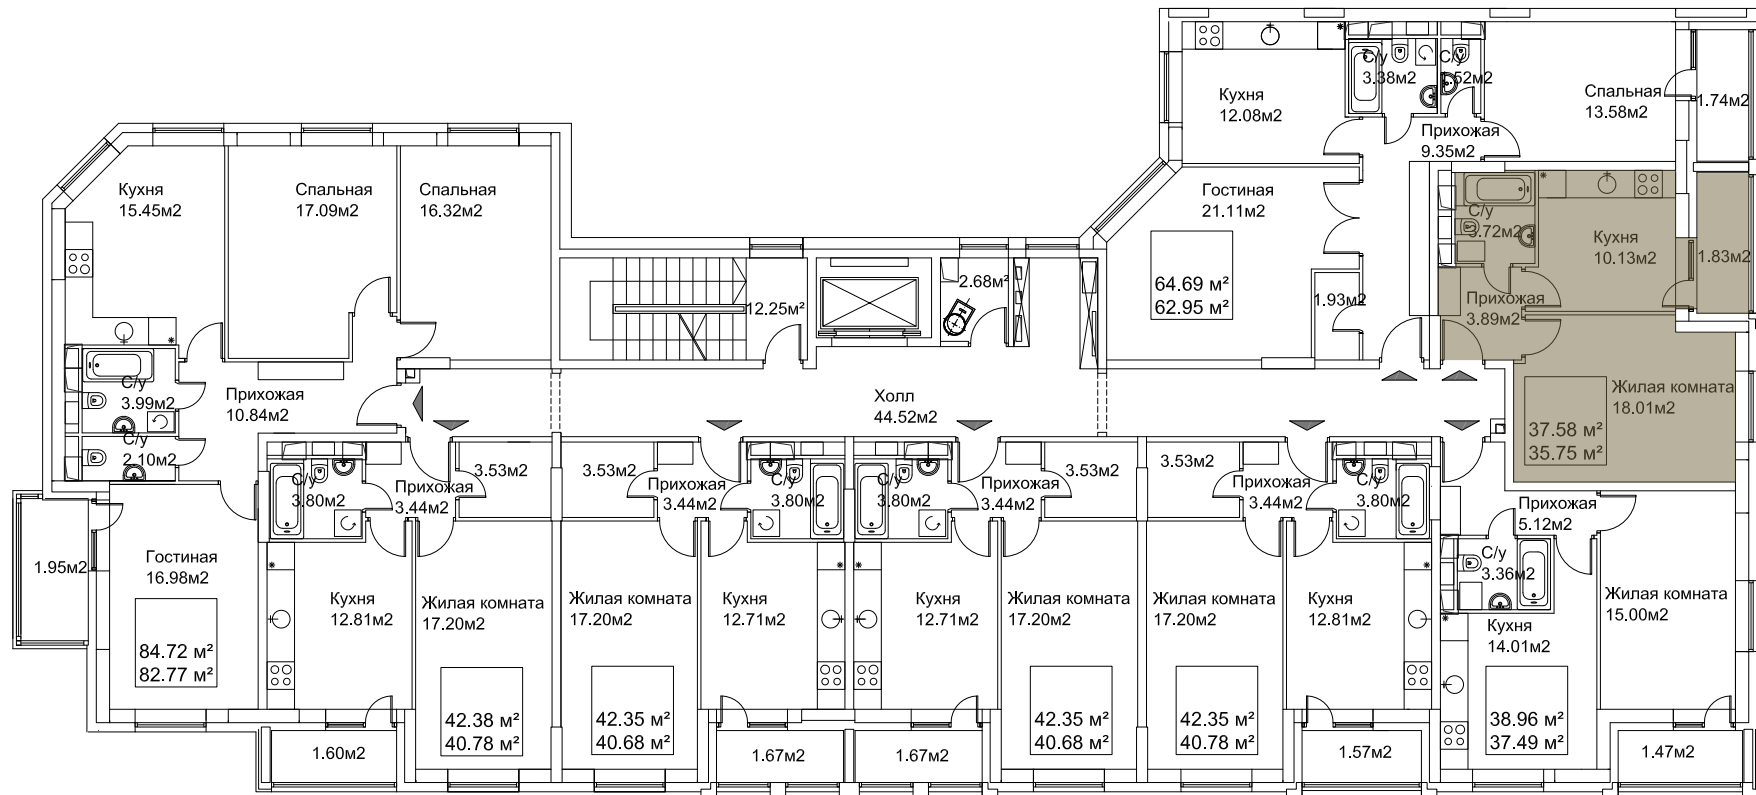 С/у
3.38м2
С/у
1.52м2
Кухня
12.08м2
Спальная
13.58м2
1.74м2
Прихожая
9.35м2
Кухня
15.45м2
Спальная
17.09м2
Спальная
16.32м2
Гостиная
21.11м2
С/у
3.72м2
Кухня
10.13м2
1.83м2
64.69 м²
62.95 м²
1.93м2
12.25м²
2.68м²
Прихожая
3.89м2
С/у
3.99м2
Прихожая
10.84м2
Холл
44.52м2
Жилая комната
18.01м2
37.58 м²
35.75 м²
С/у
2.10м2
С/у
3.80м2
Прихожая
3.44м2
3.53м2
3.53м2
Прихожая
3.44м2
С/у
3.80м2
С/у
3.80м2
Прихожая
3.44м2
3.53м2
3.53м2
Прихожая
3.44м2
С/у
3.80м2
Прихожая
5.12м2
1.95м2
Гостиная
16.98м2
С/у
3.36м2
Кухня
12.81м2
Жилая комната
17.20м2
Жилая комната
17.20м2
Кухня
12.71м2
Кухня
12.71м2
Жилая комната
17.20м2
Жилая комната
17.20м2
Кухня
12.81м2
Кухня
14.01м2
Жилая комната
15.00м2
84.72 м²
82.77 м²
42.38 м²
40.78 м²
42.35 м²
40.68 м²
42.35 м²
40.68 м²
42.35 м²
40.78 м²
38.96 м²
37.49 м²
1.60м2
1.67м2
1.67м2
1.57м2
1.47м2